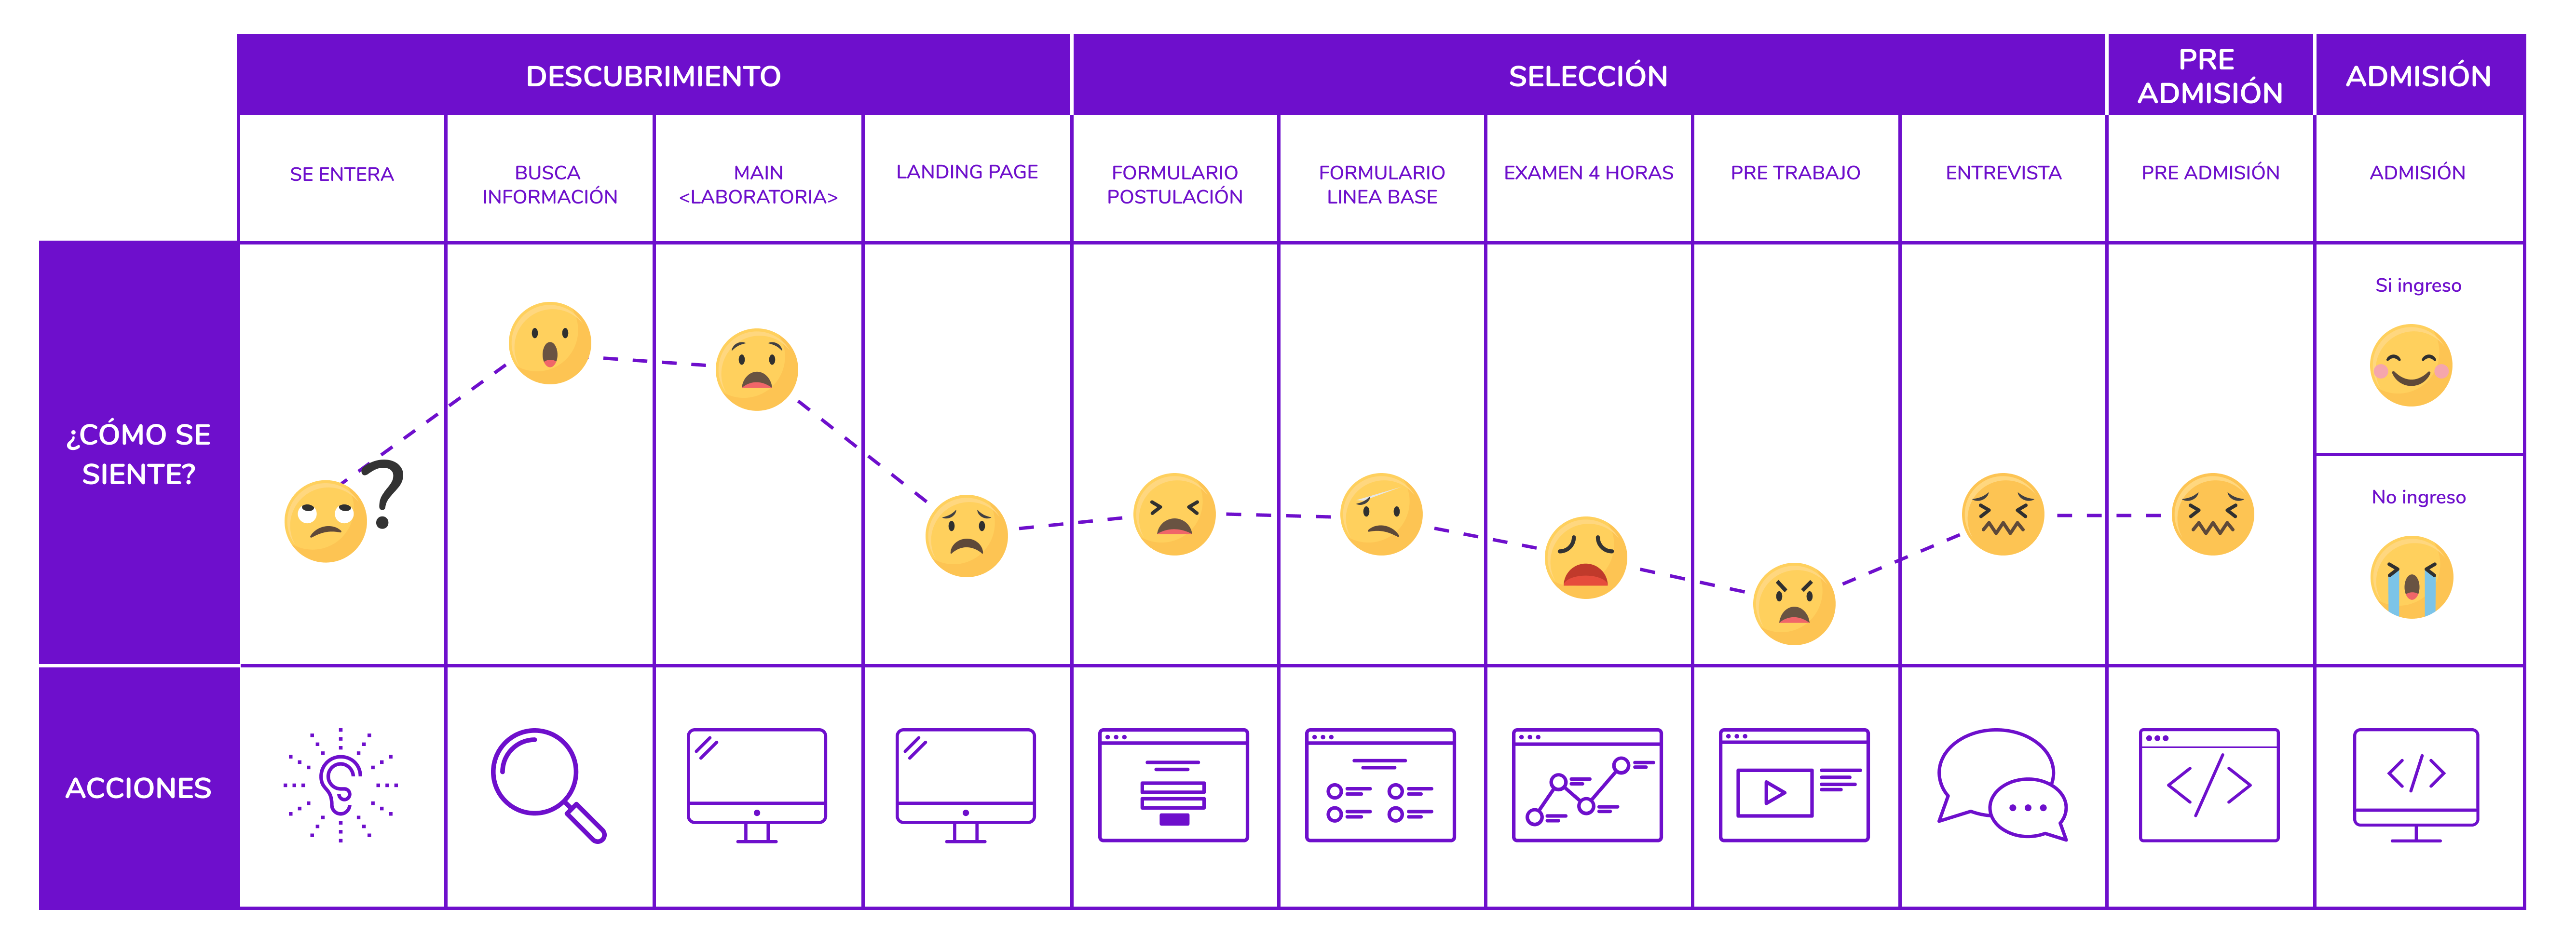 DESCUBRIMIENTO
SELECCIÓN
PRE
ADMISIÓN
ADMISIÓN
SE ENTERA
BUSCA
INFORMACIÓN
MAIN
<LABORATORIA>
LANDING PAGE
FORMULARIO
POSTULACIÓN
FORMULARIO
LINEA BASE
EXAMEN 4 HORAS
PRE TRABAJO
ENTREVISTA
PRE ADMISIÓN
ADMISIÓN
¿CÓMO SE
SIENTE?
?
Si ingreso
No ingreso
ACCIONES
</>
</>